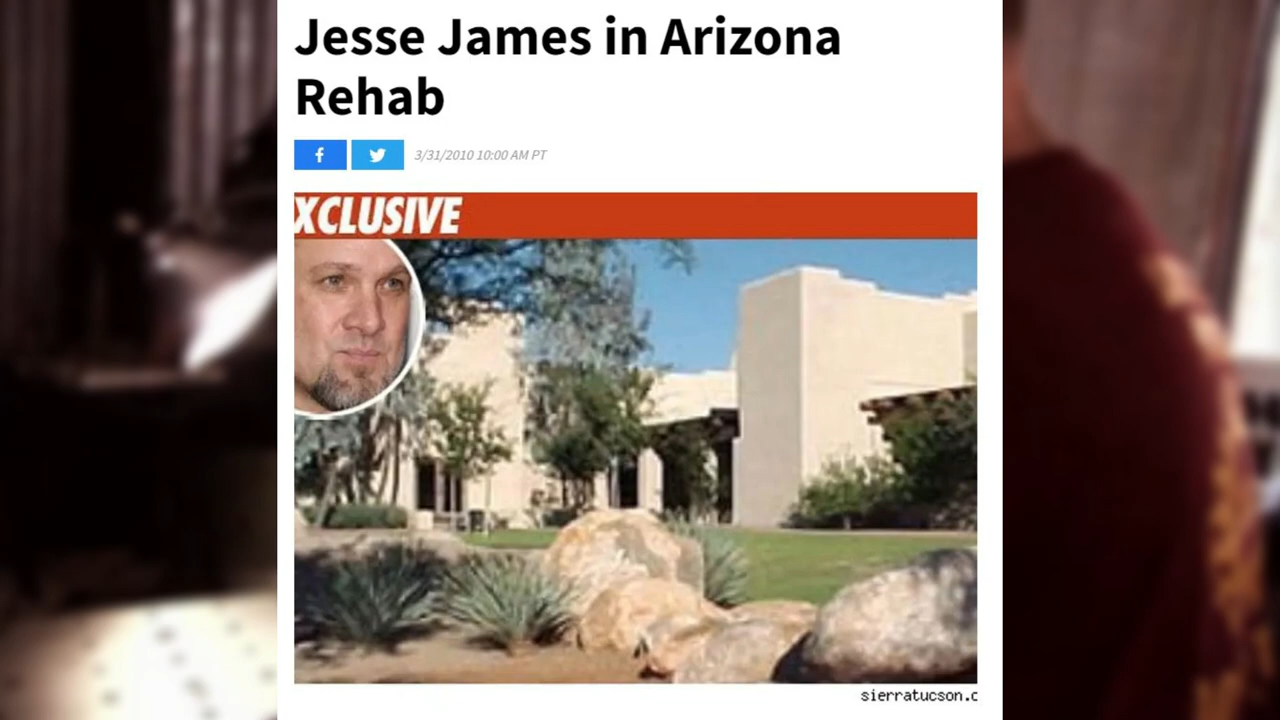 Jesse James in Arizona
Rehab
3/31/2010 10:00 AM PT
XCLUSIVE
sierratucson.c